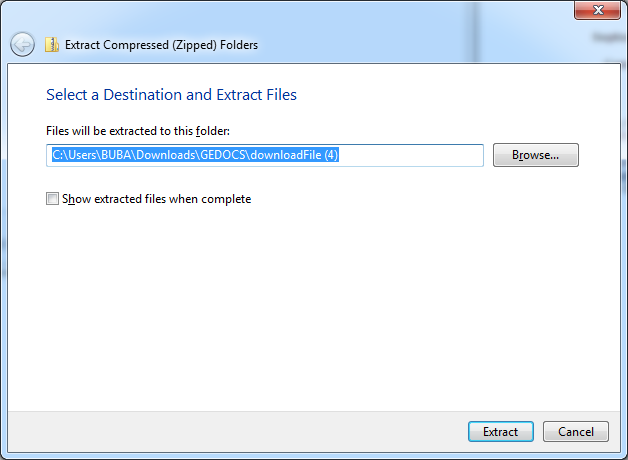 Extract Compressed (Zipped) Folders
Select a Destination and Extract Files
Files will be extracted to this folder:
C:\Users\BUBA\Downloads\GEDOCS\downloadFile (4)
Browse...
Show extracted files when complete
Extract
Cancel